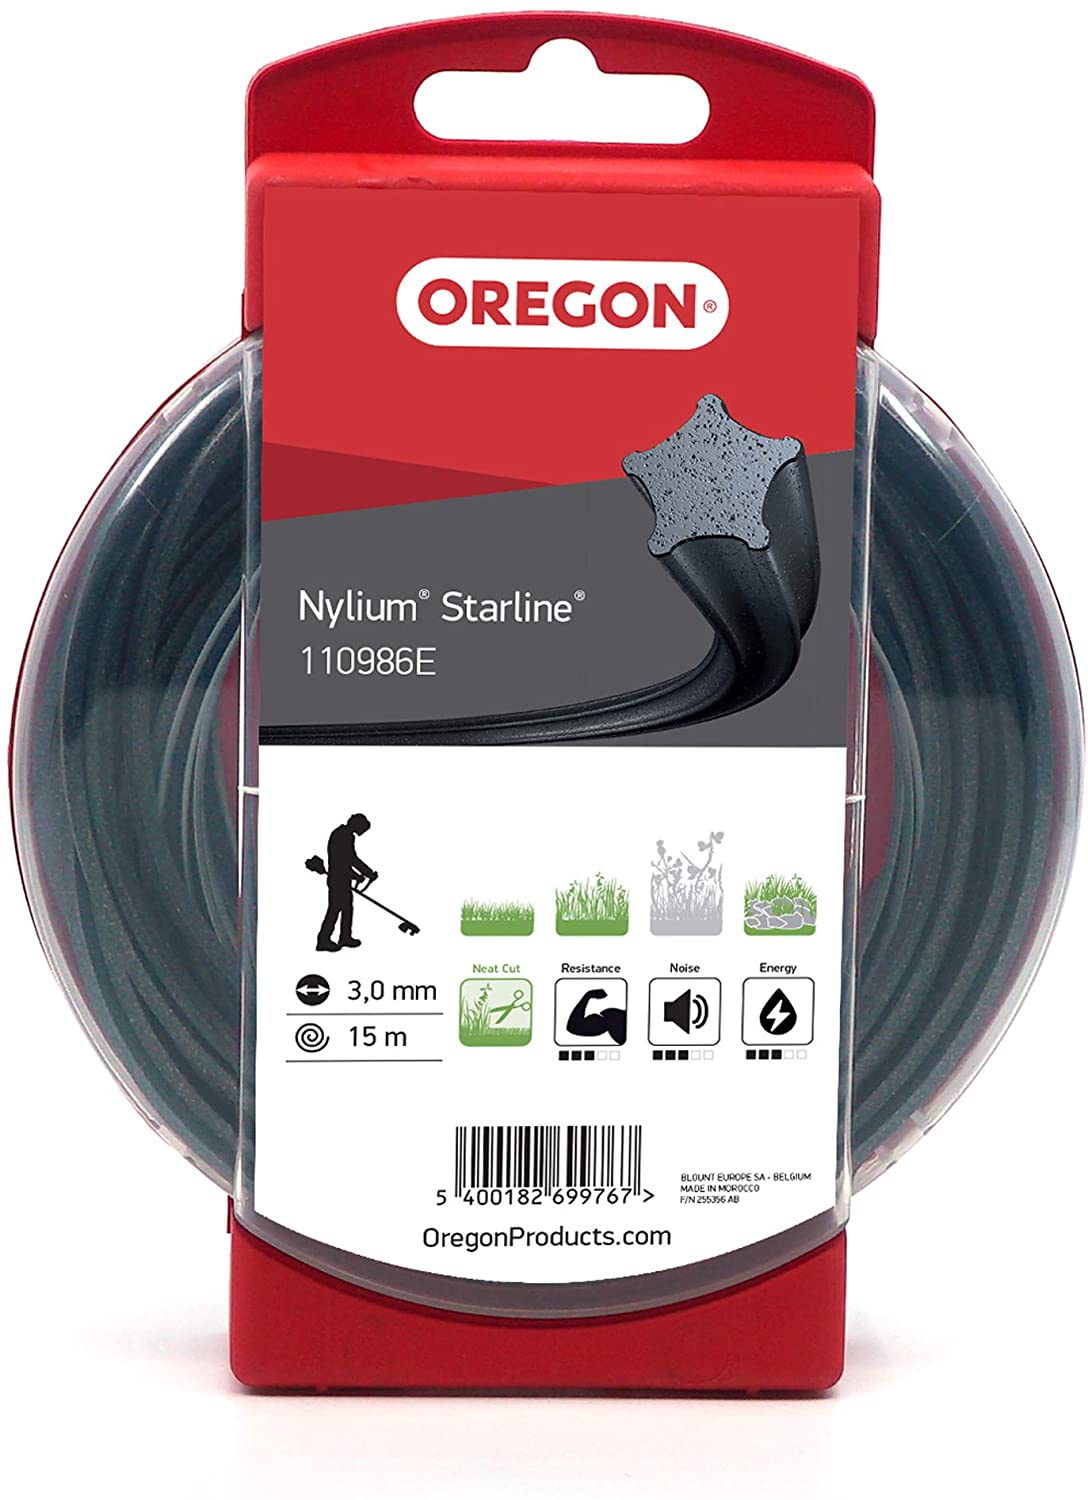 OREGON®
Nylium® Starline®
110986E
3,0 mm
15 m
Neat Cut
Resistance
Noise
Energy
5 400182 699767 >
BLOUNT EUROPE SA - BELGIUM
MADE IN MOROCCO
F/N 255356 AB
OregonProducts.com